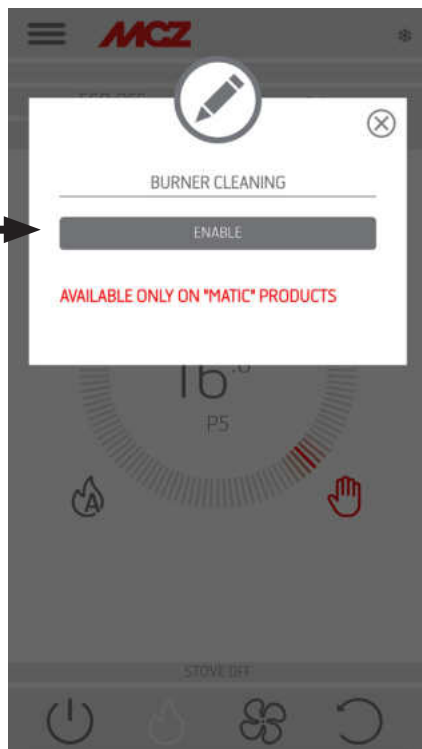 MCZ
BURNER CLEANING
ENABLE
AVAILABLE ONLY ON "MATIC" PRODUCTS
16
P5
A
STOVE OFF